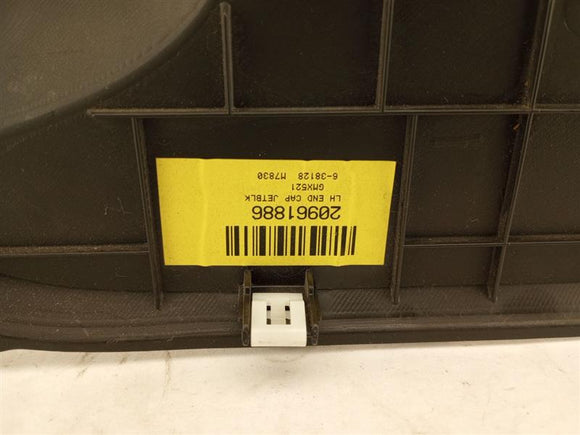 20961886
LH END CAP JETBLK
GMX521
6-38128 M7830